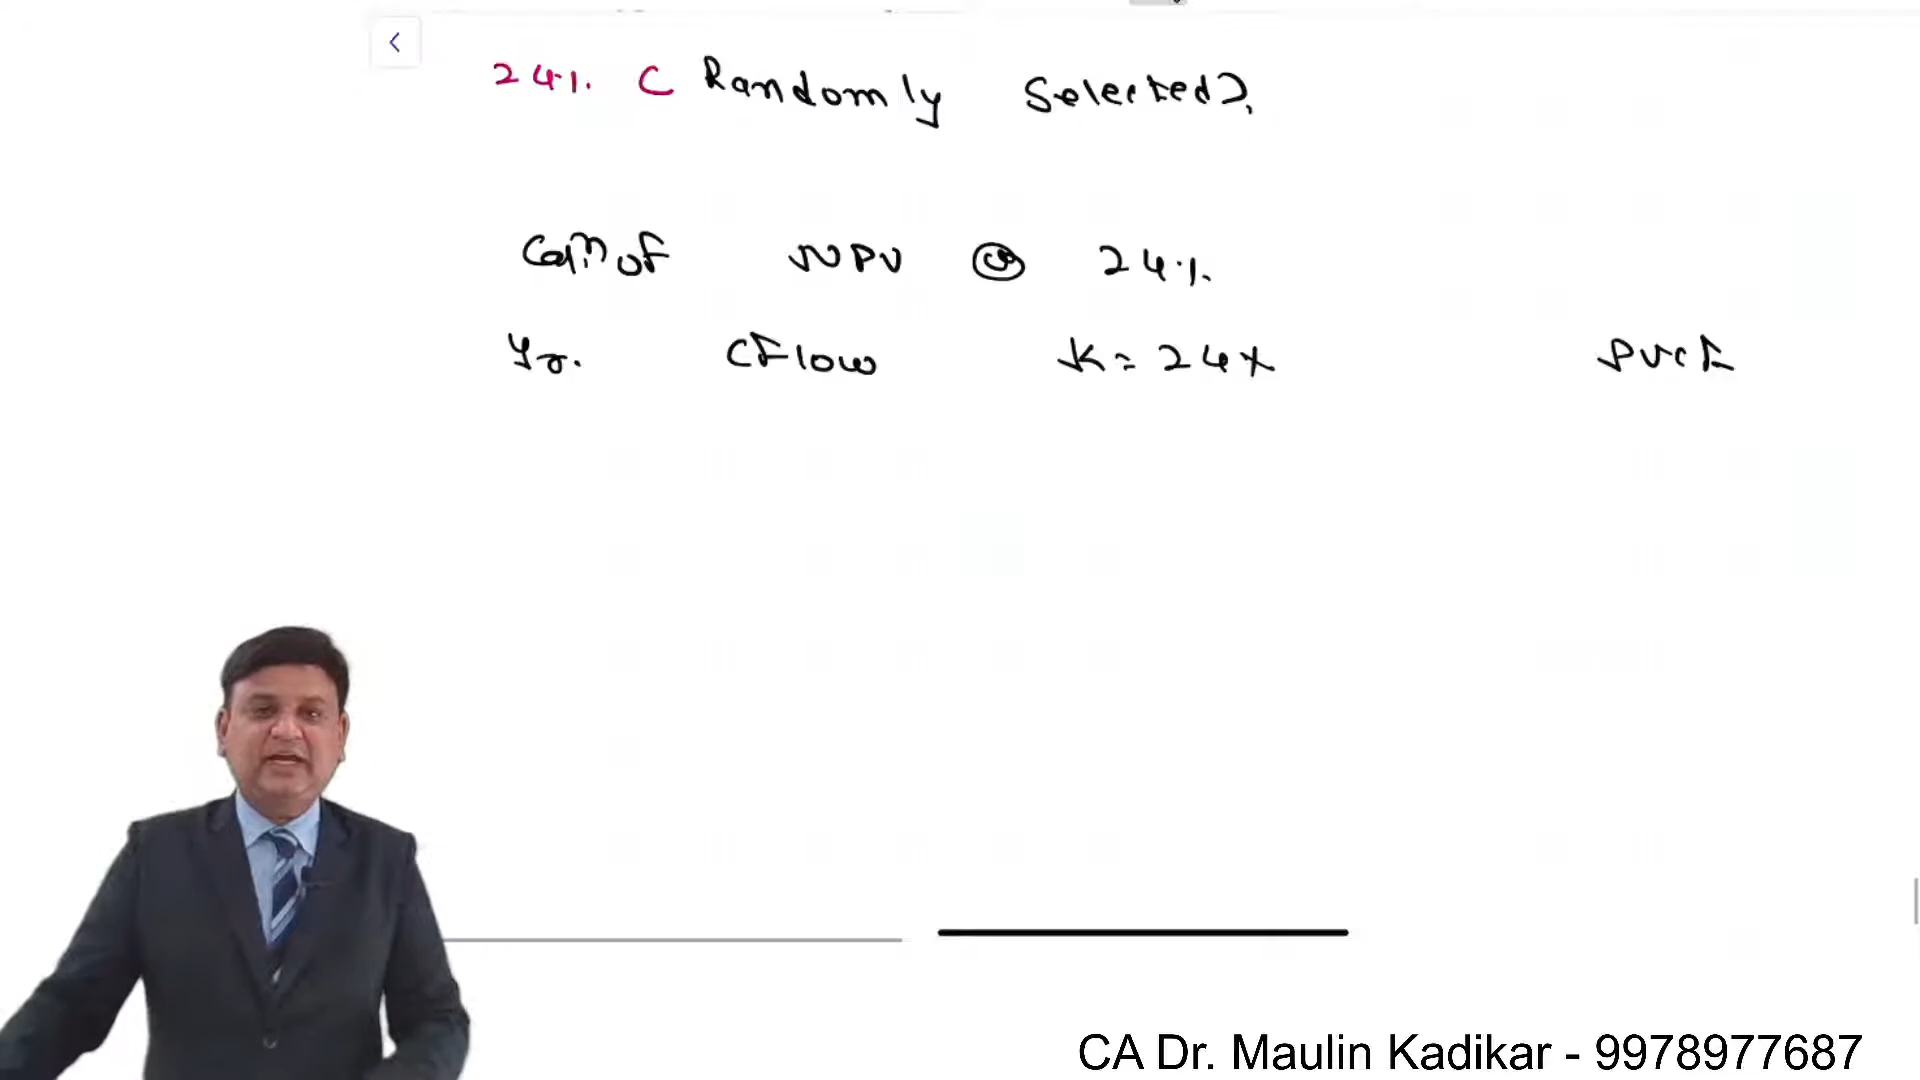 24%. C Randomly Selected).
Caln of NPV @ 24%.
Yr. CFlow K = 24% PVCF
CA Dr. Maulin Kadikar - 9978977687